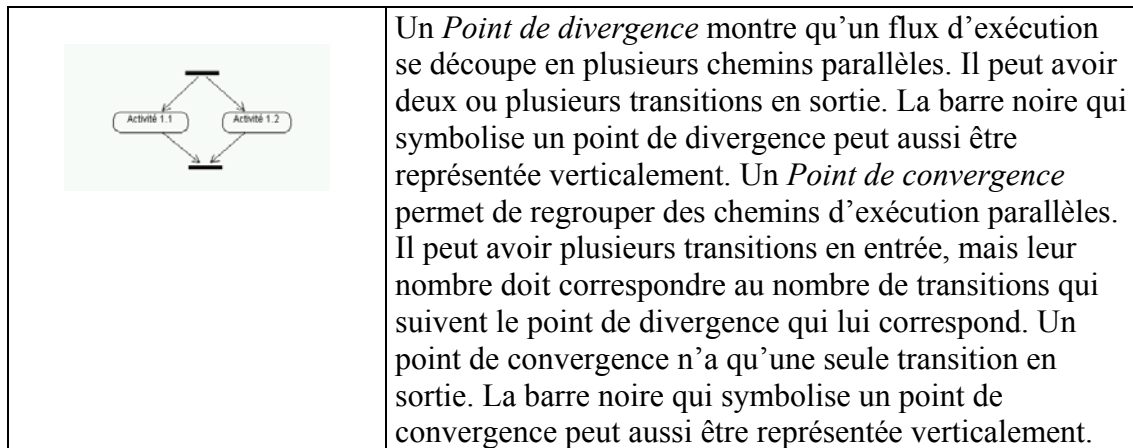 Activité 1.1
Activité 1.2
Un Point de divergence montre qu’un flux d’exécution
se découpe en plusieurs chemins parallèles. Il peut avoir
deux ou plusieurs transitions en sortie. La barre noire qui
symbolise un point de divergence peut aussi être
représentée verticalement. Un Point de convergence
permet de regrouper des chemins d’exécution parallèles.
Il peut avoir plusieurs transitions en entrée, mais leur
nombre doit correspondre au nombre de transitions qui
suivent le point de divergence qui lui correspond. Un
point de convergence n’a qu’une seule transition en
sortie. La barre noire qui symbolise un point de
convergence peut aussi être représentée verticalement.